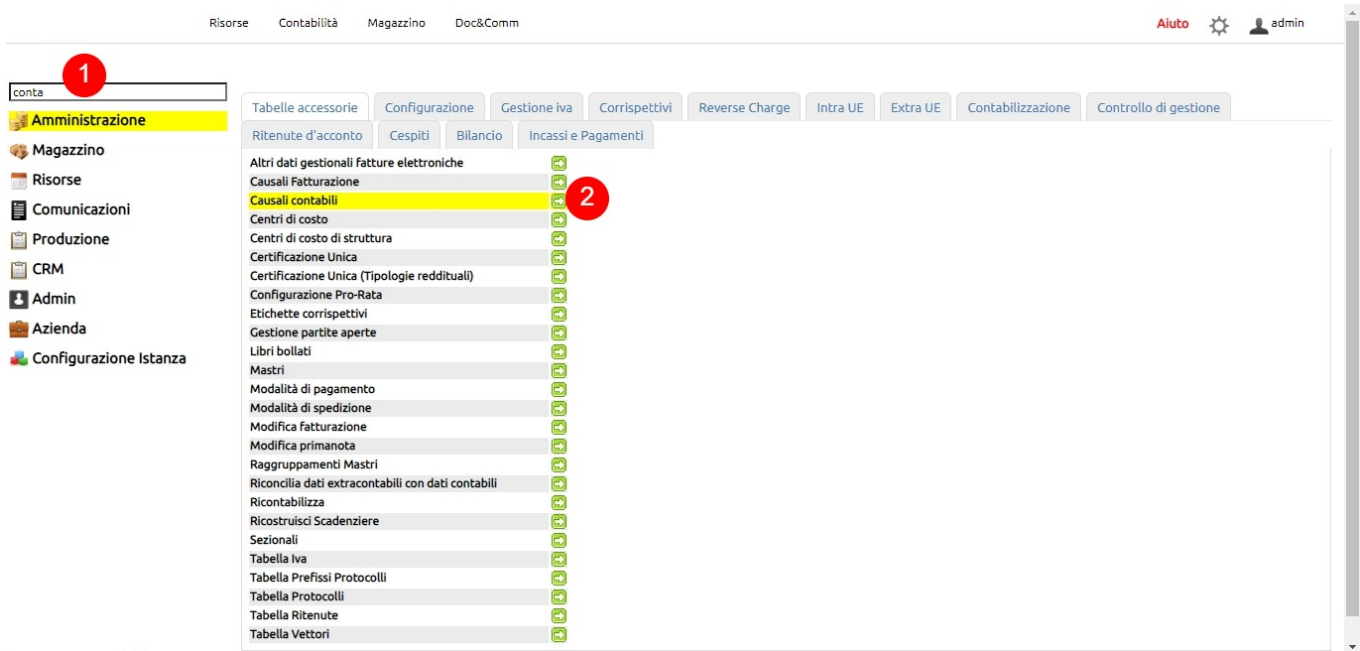 Risorse Contabilità Magazzino Doc&Comm Aiuto admin
1
conta
Tabelle accessorie Configurazione Gestione iva Corrispettivi Reverse Charge Intra UE Extra UE Contabilizzazione Controllo di gestione
Ritenute d'acconto Cespiti Bilancio Incassi e Pagamenti
Amministrazione
Magazzino
Risorse
Comunicazioni
Produzione
CRM
Admin
Azienda
Configurazione Istanza
Altri dati gestionali fatture elettroniche
Causali Fatturazione
Causali contabili
2
Centri di costo
Centri di costo di struttura
Certificazione Unica
Certificazione Unica (Tipologie reddituali)
Configurazione Pro-Rata
Etichette corrispettivi
Gestione partite aperte
Libri bollati
Mastri
Modalità di pagamento
Modalità di spedizione
Modifica fatturazione
Modifica primanota
Raggruppamenti Mastri
Riconcilia dati extracontabili con dati contabili
Ricontabilizza
Ricostruisci Scadenziere
Sezionali
Tabella Iva
Tabella Prefissi Protocolli
Tabella Protocolli
Tabella Ritenute
Tabella Vettori